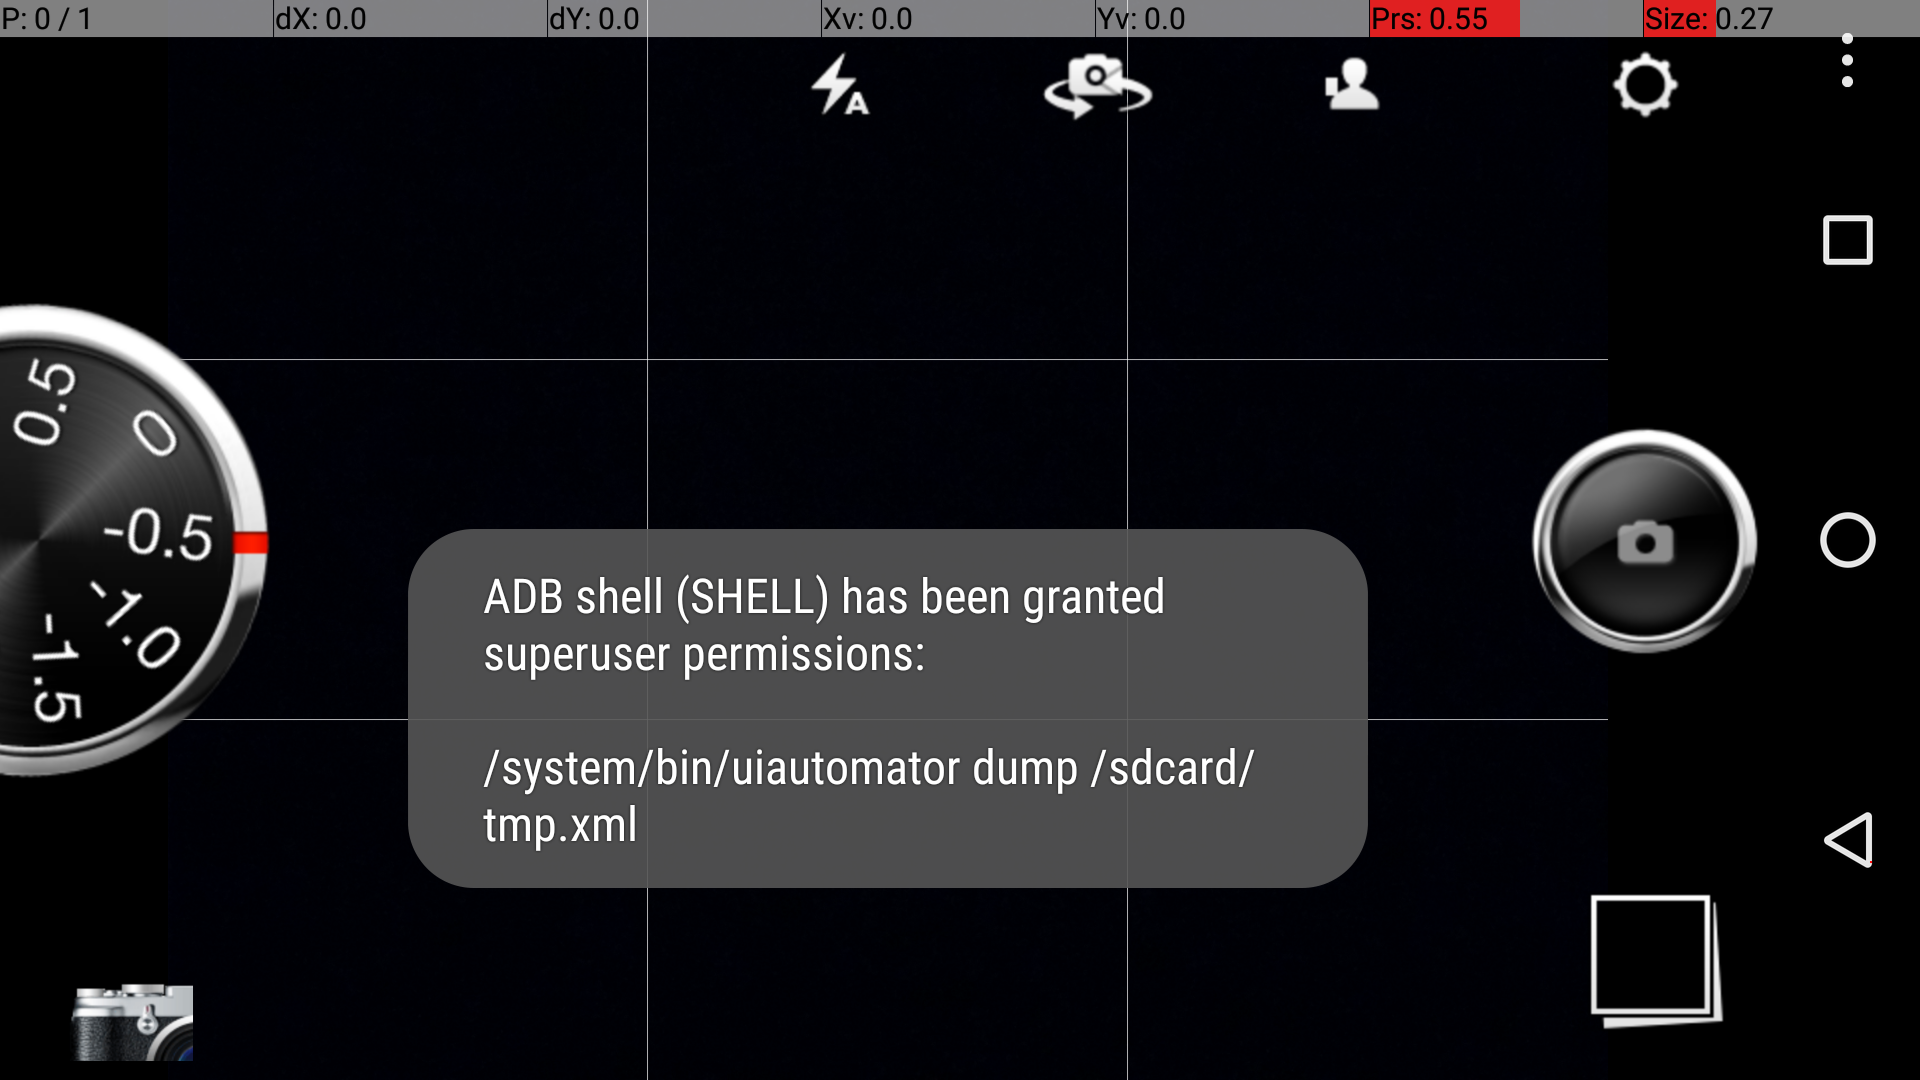 P: 0 / 1 dX: 0.0 dY: 0.0 Xv: 0.0 Yv: 0.0 Prs: 0.55 Size: 0.27
A
0.5
0
-0.5
-1.0
-1.5
ADB shell (SHELL) has been granted
superuser permissions:
/system/bin/uiautomator dump /sdcard/
tmp.xml